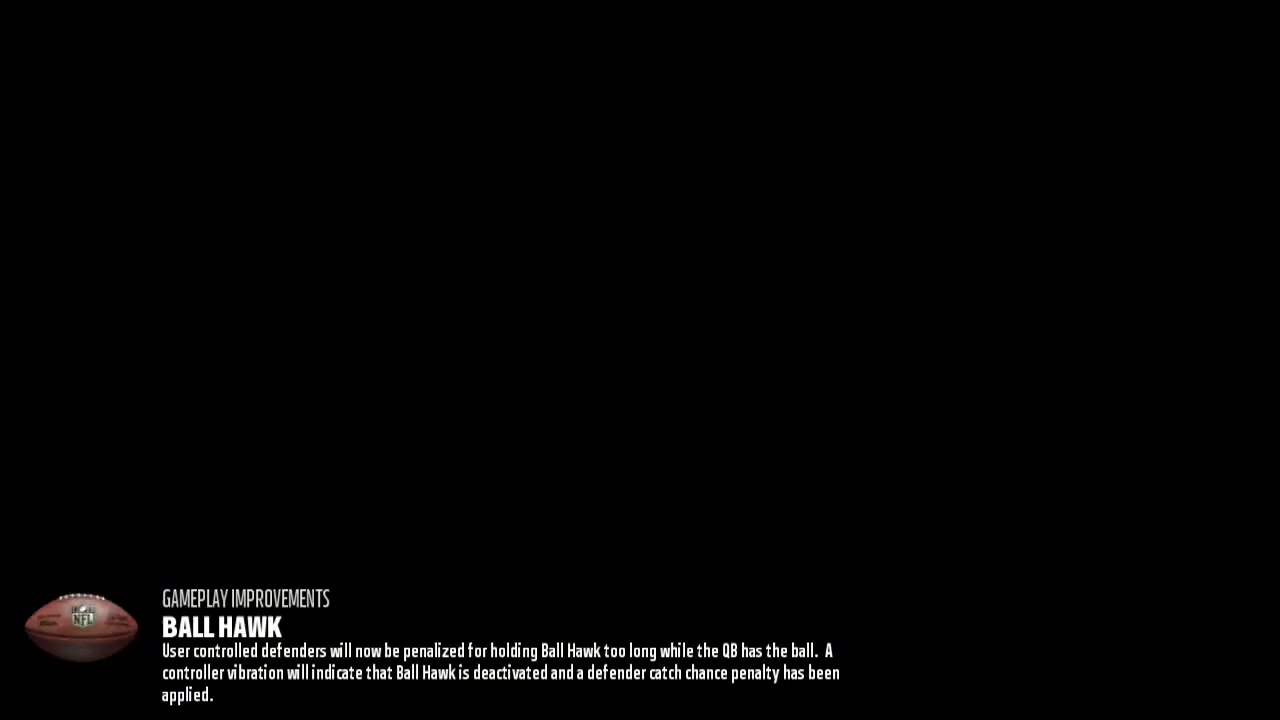 GAMEPLAY IMPROVEMENTS
BALL HAWK
User controlled defenders will now be penalized for holding Ball Hawk too long while the QB has the ball.  A
controller vibration will indicate that Ball Hawk is deactivated and a defender catch chance penalty has been
applied.
NFL